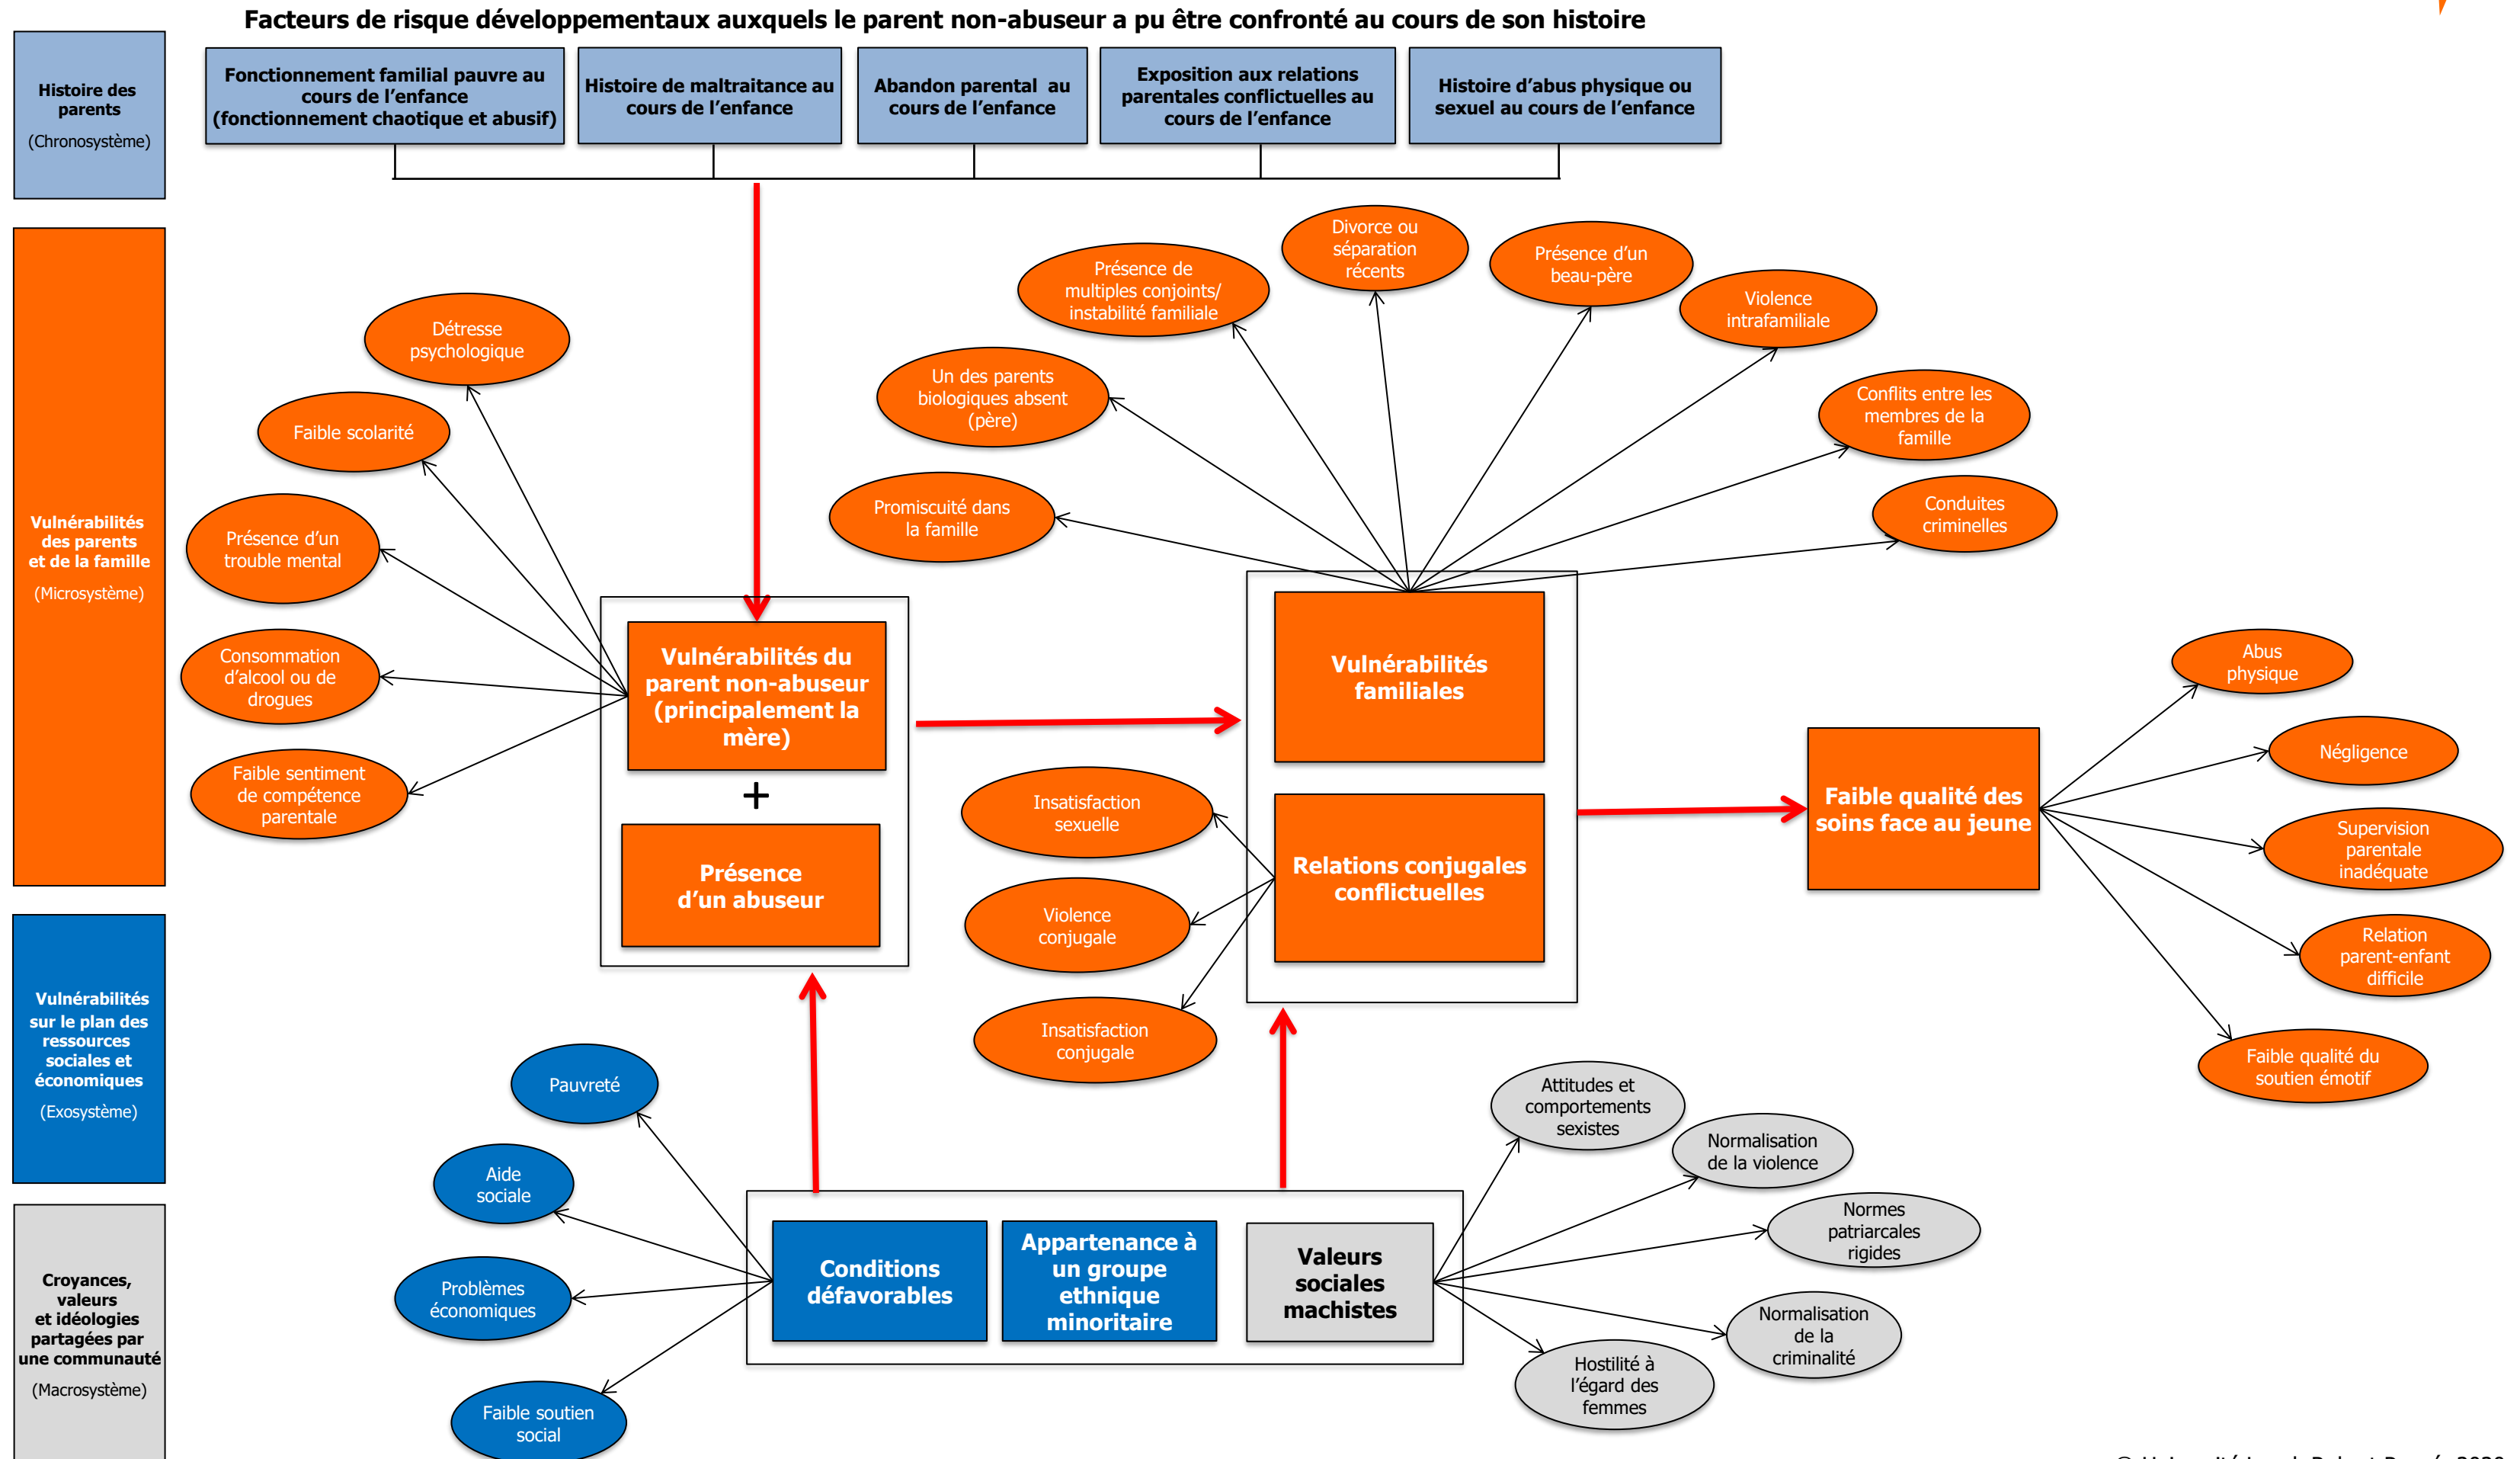 Facteurs de risque développementaux auxquels le parent non-abuseur a pu être confronté au cours de son histoire
Histoire des
parents
(Chronosystème)
Fonctionnement familial pauvre au
cours de l’enfance
(fonctionnement chaotique et abusif)
Histoire de maltraitance au
cours de l’enfance
Abandon parental au
cours de l’enfance
Exposition aux relations
parentales conflictuelles au
cours de l’enfance
Histoire d’abus physique ou
sexuel au cours de l’enfance
Vulnérabilités
des parents
et de la famille
(Microsystème)
Détresse
psychologique
Faible scolarité
Présence d’un
trouble mental
Consommation
d’alcool ou de
drogues
Faible sentiment
de compétence
parentale
Vulnérabilités du
parent non-abuseur
(principalement la
mère)
+
Présence
d’un abuseur
Promiscuité dans
la famille
Un des parents
biologiques absent
(père)
Présence de
multiples conjoints/
instabilité familiale
Divorce ou
séparation
récents
Présence d’un
beau-père
Violence
intrafamiliale
Conflits entre les
membres de la
famille
Conduites
criminelles
Vulnérabilités
familiales
Relations conjugales
conflictuelles
Insatisfaction
sexuelle
Violence
conjugale
Insatisfaction
conjugale
Faible qualité des
soins face au jeune
Abus
physique
Négligence
Supervision
parentale
inadéquate
Relation
parent-enfant
difficile
Faible qualité du
soutien émotif
Vulnérabilités
sur le plan des
ressources
sociales et
économiques
(Exosystème)
Pauvreté
Aide
sociale
Problèmes
économiques
Faible soutien
social
Conditions
défavorables
Appartenance à
un groupe
ethnique
minoritaire
Valeurs
sociales
machistes
Attitudes et
comportements
sexistes
Normalisation
de la violence
Normes
patriarcales
rigides
Normalisation
de la
criminalité
Hostilité à
l’égard des
femmes
Croyances,
valeurs
et idéologies
partagées par
une communauté
(Macrosystème)